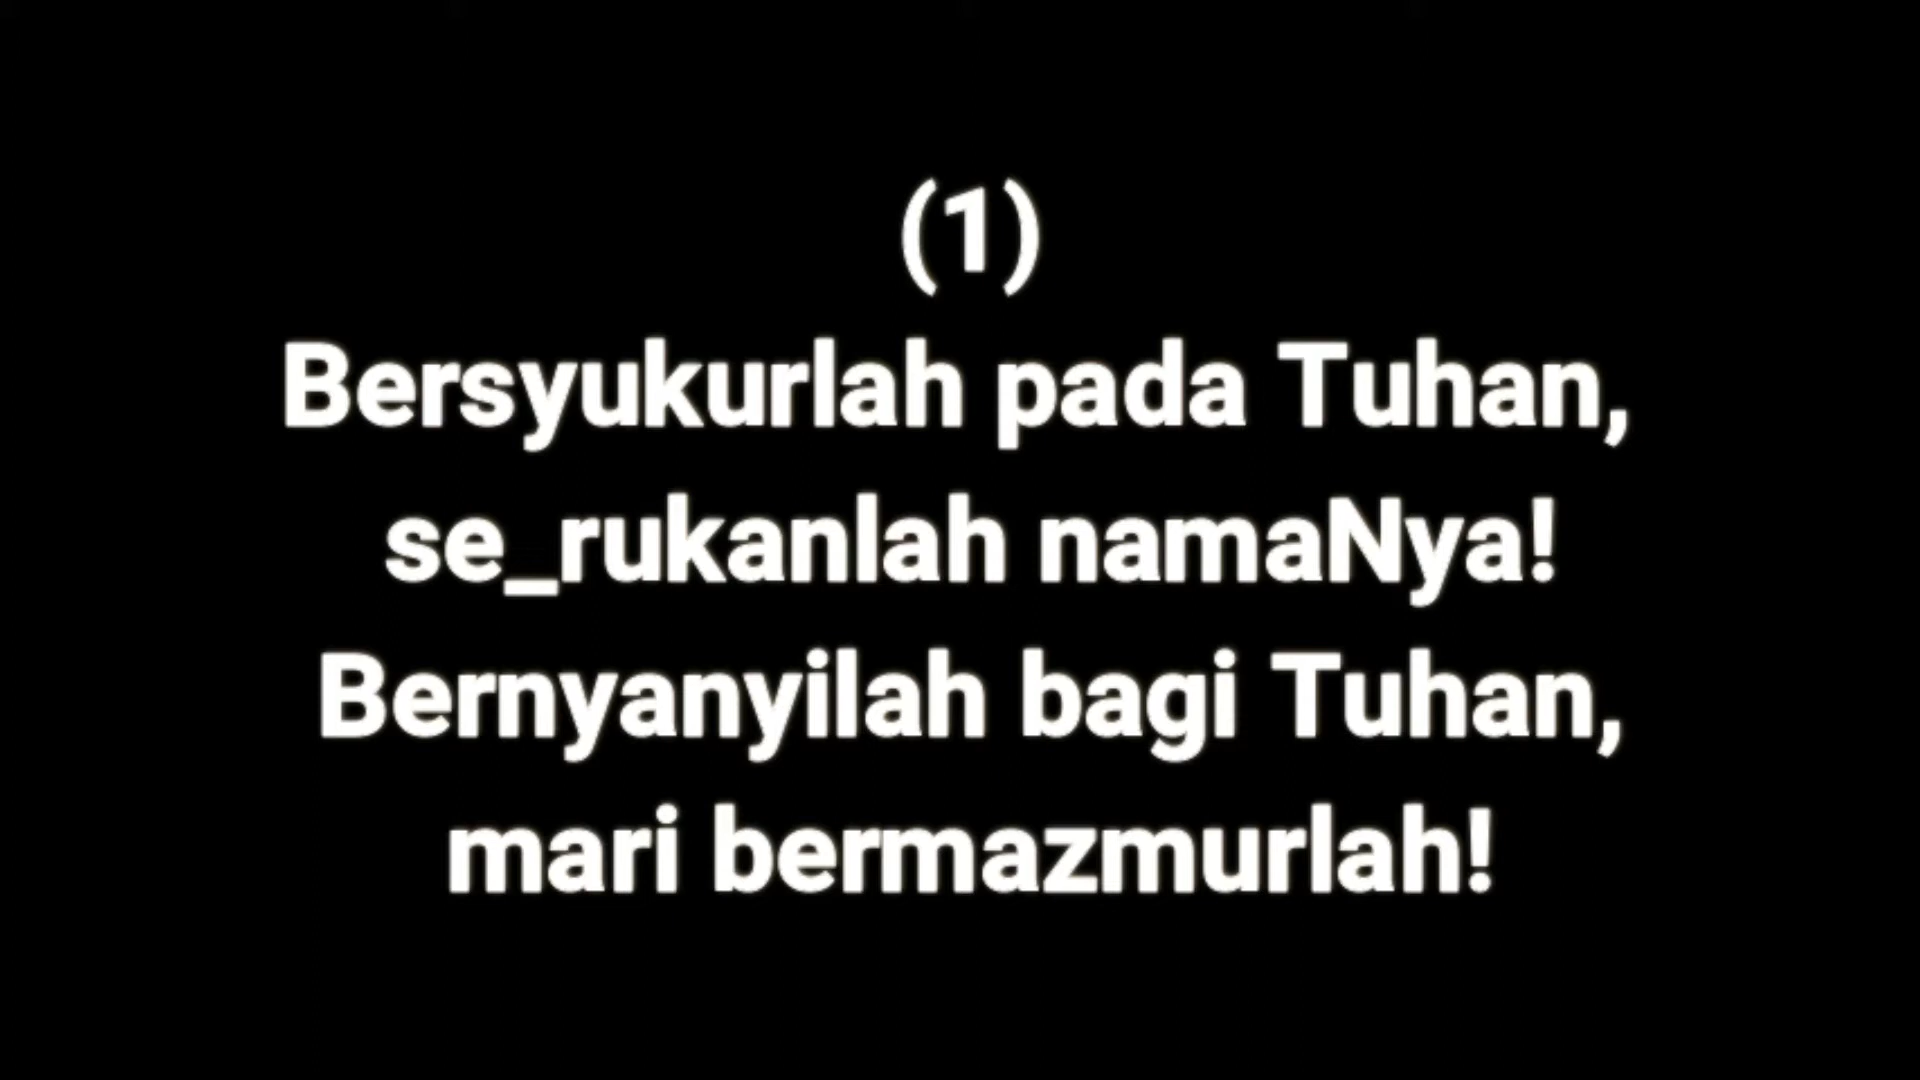 (1)
Bersyukurlah pada Tuhan,
se_rukanlah namaNya!
Bernyanyilah bagi Tuhan,
mari bermazmurlah!